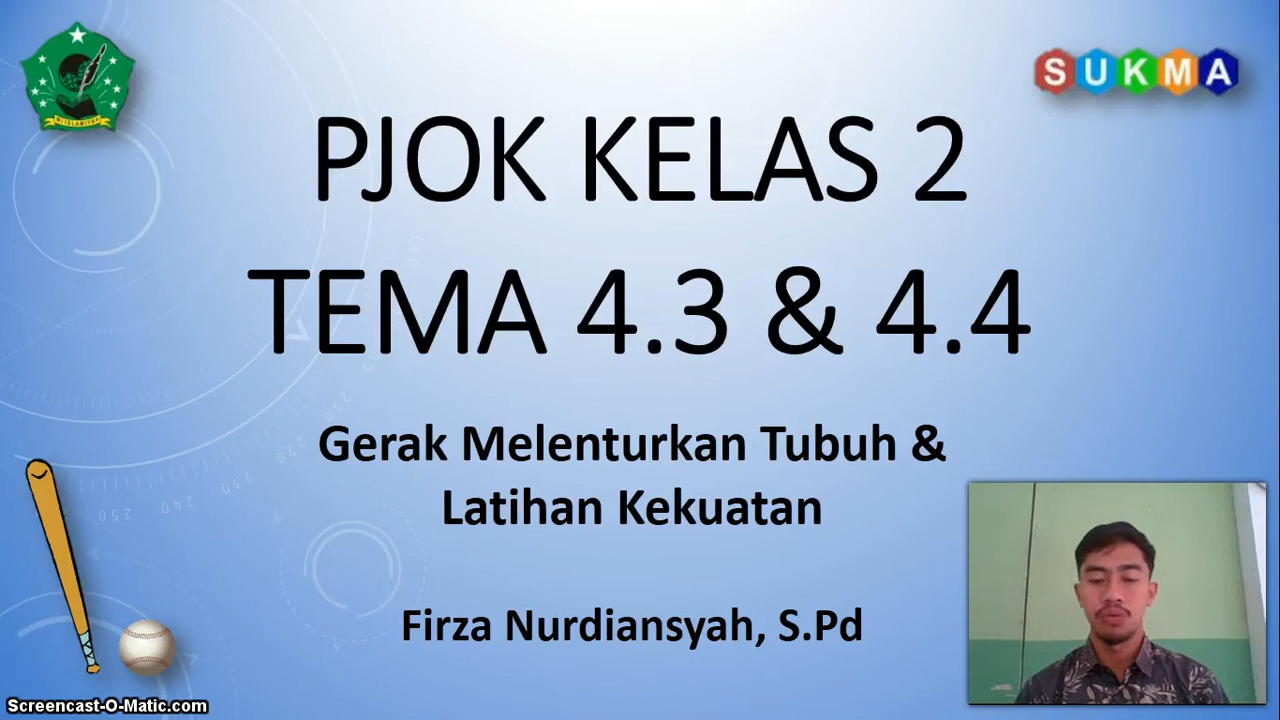 SUKMA
PJOK KELAS 2
TEMA 4.3 & 4.4
Gerak Melenturkan Tubuh &
Latihan Kekuatan
Firza Nurdiansyah, S.Pd
Screencast-O-Matic.com